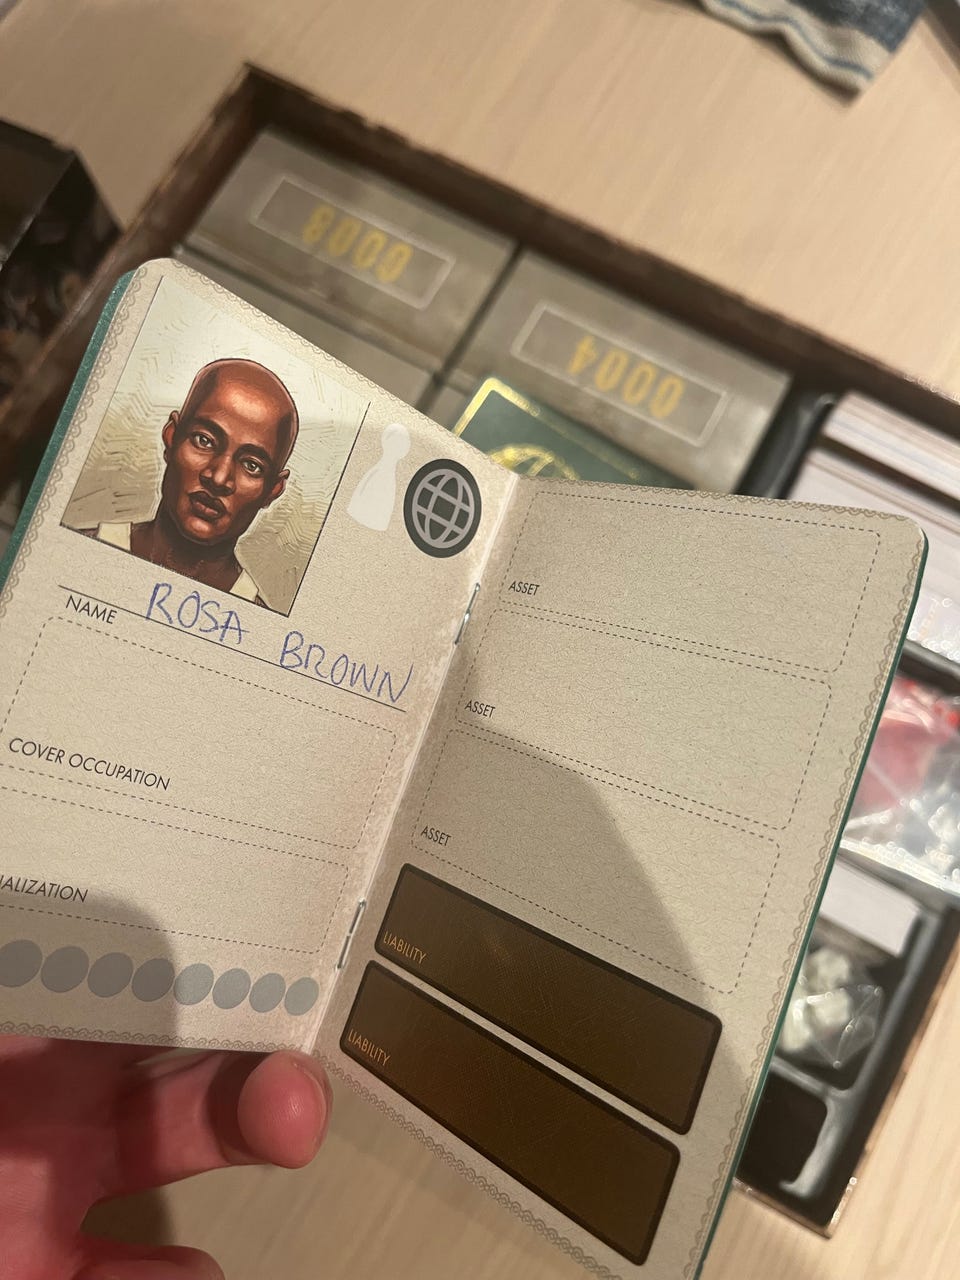 0008
0004
NAME ROSA BROWN
COVER OCCUPATION
IALIZATION
ASSET
ASSET
ASSET
LIABILITY
LIABILITY